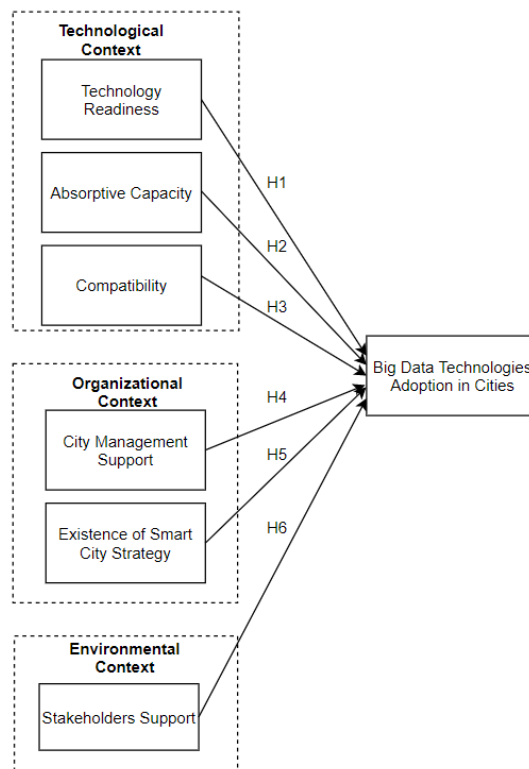 Technological
Context
Technology
Readiness
Absorptive Capacity
Compatibility
H1
H2
H3
Big Data Technologies
Adoption in Cities
Organizational
Context
City Management
Support
Existence of Smart
City Strategy
H4
H5
H6
Environmental
Context
Stakeholders Support